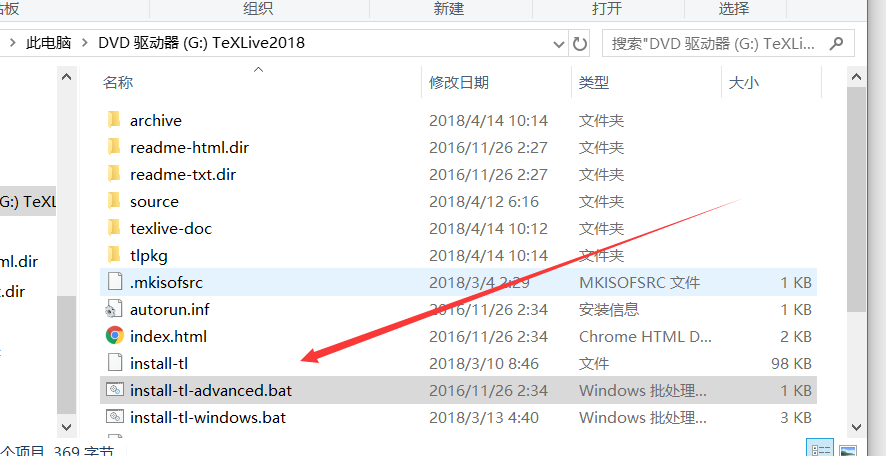 组织 新建 打开 选择
此电脑 DVD 驱动器 (G:) TeXLive2018 搜索"DVD 驱动器 (G:) TeXLi...
名称 修改日期 类型 大小
archive 2018/4/14 10:14 文件夹
readme-html.dir 2016/11/26 2:27 文件夹
readme-txt.dir 2016/11/26 2:27 文件夹
G:) TeXL source 2018/4/12 6:16 文件夹
texlive-doc 2018/4/14 10:12 文件夹
ml.dir tlpkg 2018/4/14 10:14 文件夹
t.dir .mkisofsrc 2018/3/4 2:29 MKISOFSRC 文件 1 KB
autorun.inf 2016/11/26 2:34 安装信息 1 KB
index.html 2016/11/26 2:34 Chrome HTML D... 2 KB
install-tl 2018/3/10 8:46 文件 98 KB
install-tl-advanced.bat 2016/11/26 2:34 Windows 批处理... 1 KB
install-tl-windows.bat 2018/3/13 4:40 Windows 批处理... 3 KB
个项目 369 字节